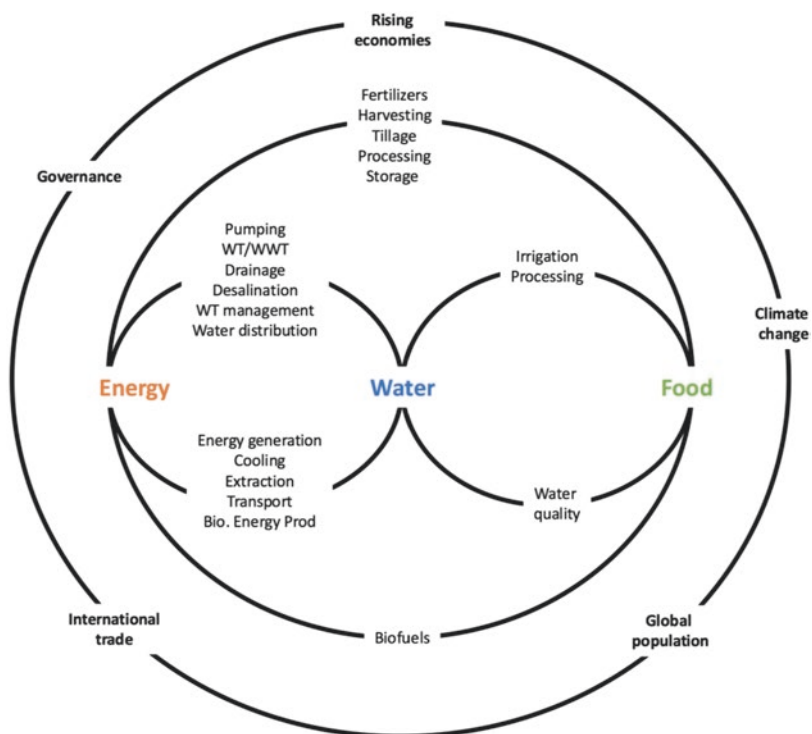 Rising
economies
Fertilizers
Harvesting
Tillage
Processing
Storage
Governance
Pumping
WT/WWT
Drainage
Desalination
WT management
Water distribution
Irrigation
Processing
Climate
change
Energy
Water
Food
Energy generation
Cooling
Extraction
Transport
Bio. Energy Prod
Water
quality
International
trade
Biofuels
Global
population